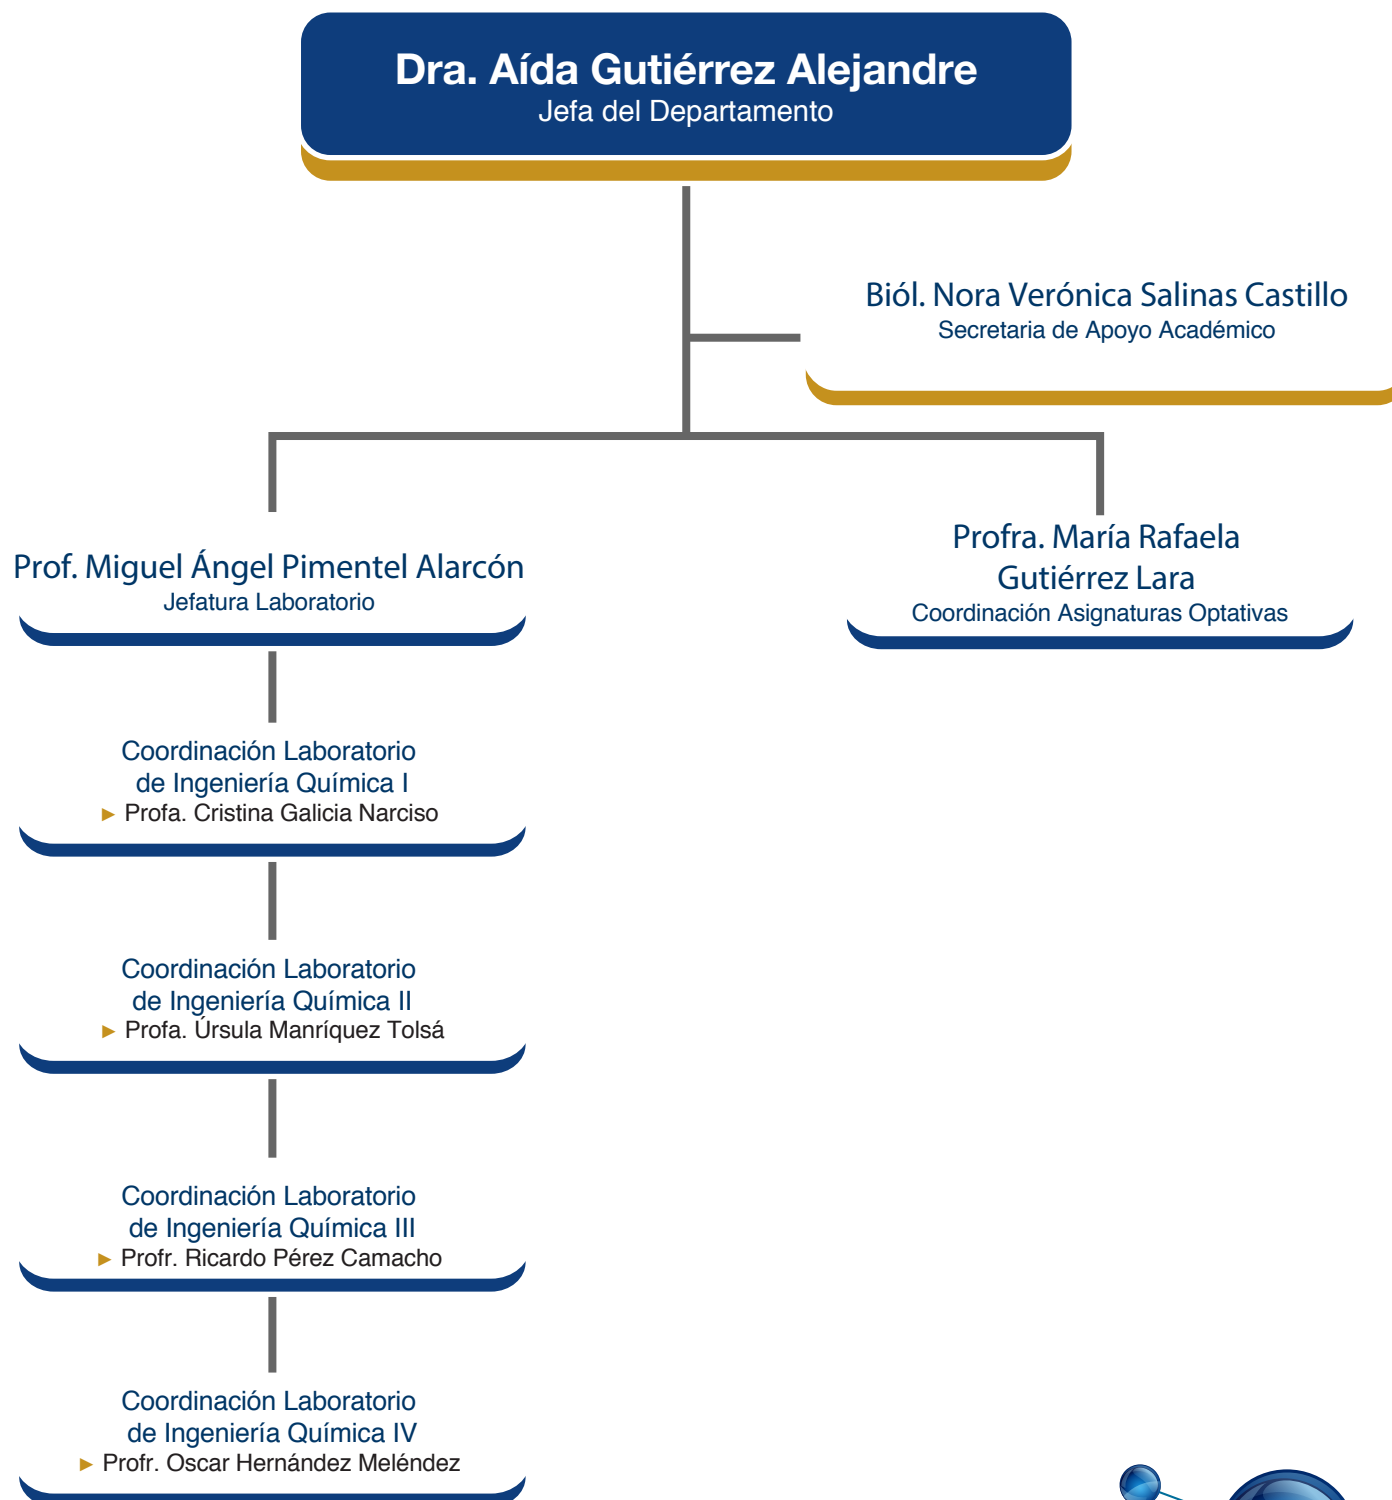 Dra. Aída Gutiérrez Alejandre
Jefa del Departamento
Biól. Nora Verónica Salinas Castillo
Secretaria de Apoyo Académico
Prof. Miguel Ángel Pimentel Alarcón
Jefatura Laboratorio
Profra. María Rafaela
Gutiérrez Lara
Coordinación Asignaturas Optativas
Coordinación Laboratorio
de Ingeniería Química I
► Profa. Cristina Galicia Narciso
Coordinación Laboratorio
de Ingeniería Química II
► Profa. Úrsula Manríquez Tolsá
Coordinación Laboratorio
de Ingeniería Química III
► Profr. Ricardo Pérez Camacho
Coordinación Laboratorio
de Ingeniería Química IV
► Profr. Oscar Hernández Meléndez